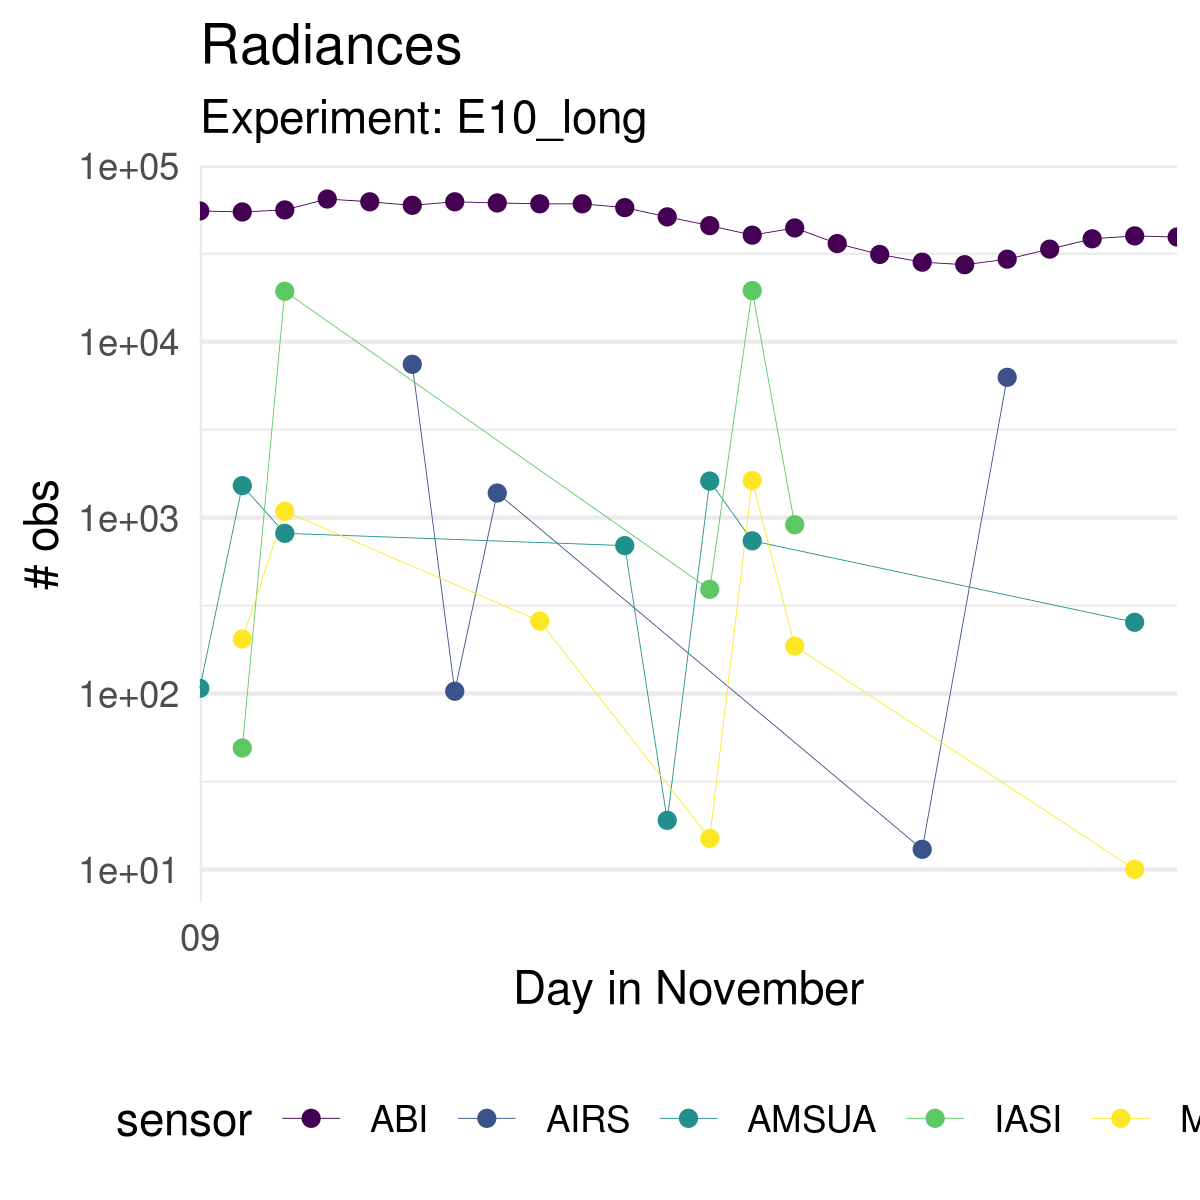 Radiances
Experiment: E10_long
1e+05
1e+04
1e+03
1e+02
1e+01
# obs
09
Day in November
sensor ABI AIRS AMSUA IASI